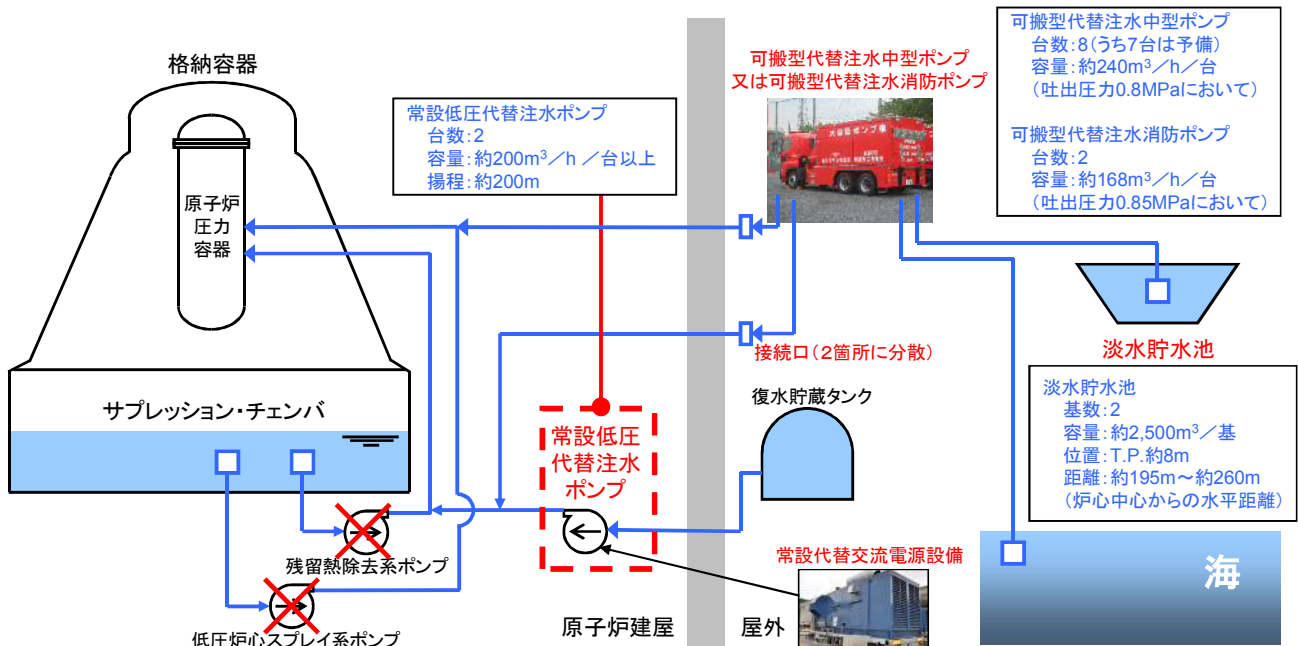 格納容器
原子炉
圧力
容器
サプレッション・チェンバ
残留熱除去系ポンプ
低圧炉心スプレイ系ポンプ
常設低圧代替注水ポンプ
台数:2
容量:約200m³/h /台以上
揚程:約200m
常設低圧
代替注水
ポンプ
原子炉建屋
屋外
可搬型代替注水中型ポンプ
又は可搬型代替注水消防ポンプ
接続口(2箇所に分散)
復水貯蔵タンク
常設代替交流電源設備
可搬型代替注水中型ポンプ
台数:8(うち7台は予備)
容量:約240m³/h/台
(吐出圧力0.8MPaにおいて)
可搬型代替注水消防ポンプ
台数:2
容量:約168m³/h/台
(吐出圧力0.85MPaにおいて)
淡水貯水池
淡水貯水池
基数:2
容量:約2,500m³/基
位置:T.P.約8m
距離:約195m～約260m
(炉心中心からの水平距離)
海